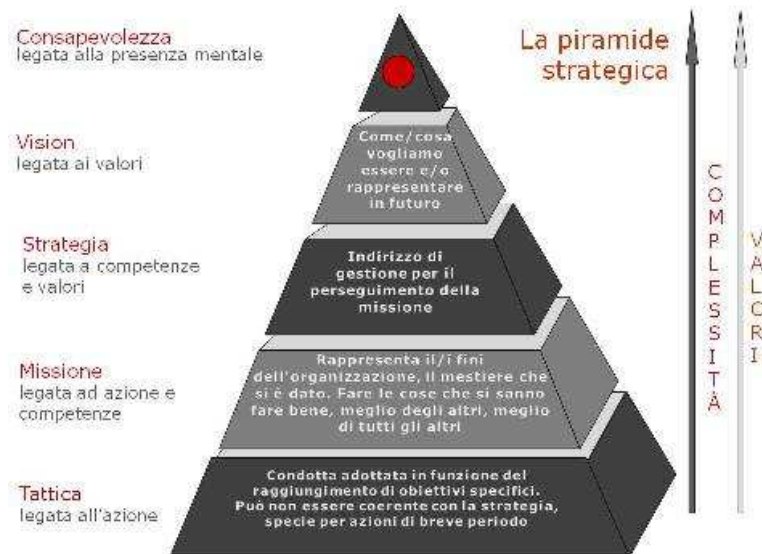 Consapevolezza
legata alla presenza mentale
La piramide
strategica
Vision
legata ai valori
Come/cosa
vogliamo
essere e/o
rappresentare
in futuro
Strategia
legata a competenze
e valori
Indirizzo di
gestione per il
perseguimento della
missione
Missione
legata ad azione e
competenze
Rappresenta il/i fini
dell'organizzazione, il mestiere che
si è dato. Fare le cose che si sanno
fare bene, meglio degli altri, meglio
di tutti gli altri
Tattica
legata all'azione
Condotta adottata in funzione del
raggiungimento di obiettivi specifici.
Può non essere coerente con la strategia,
specie per azioni di breve periodo
COMPLESSITÀ
VALORI